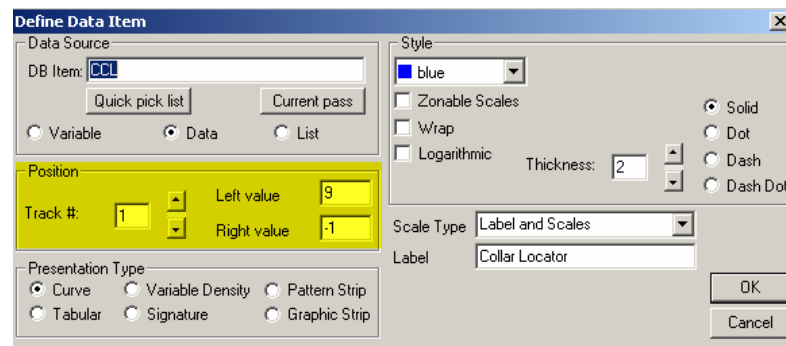 Define Data Item
Data Source
DB Item: CCL
Quick pick list Current pass
Variable Data List
Position
Track #: 1 Left value 9
Right value -1
Presentation Type
Curve Variable Density Pattern Strip
Tabular Signature Graphic Strip
Style
blue
Zonable Scales Solid
Wrap Dot
Logarithmic Thickness: 2 Dash
Dash Dot
Scale Type Label and Scales
Label Collar Locator
OK
Cancel